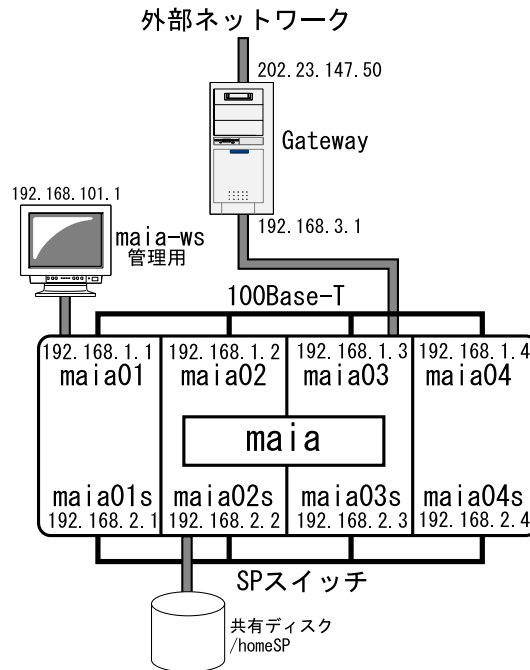 外部ネットワーク
202.23.147.50
Gateway
192.168.101.1
192.168.3.1
maia-ws
管理用
100Base-T
192.168.1.1 192.168.1.2 192.168.1.3 192.168.1.4
maia01 maia02 maia03 maia04
maia
maia01s maia02s maia03s maia04s
192.168.2.1 192.168.2.2 192.168.2.3 192.168.2.4
SPスイッチ
共有ディスク
/homeSP